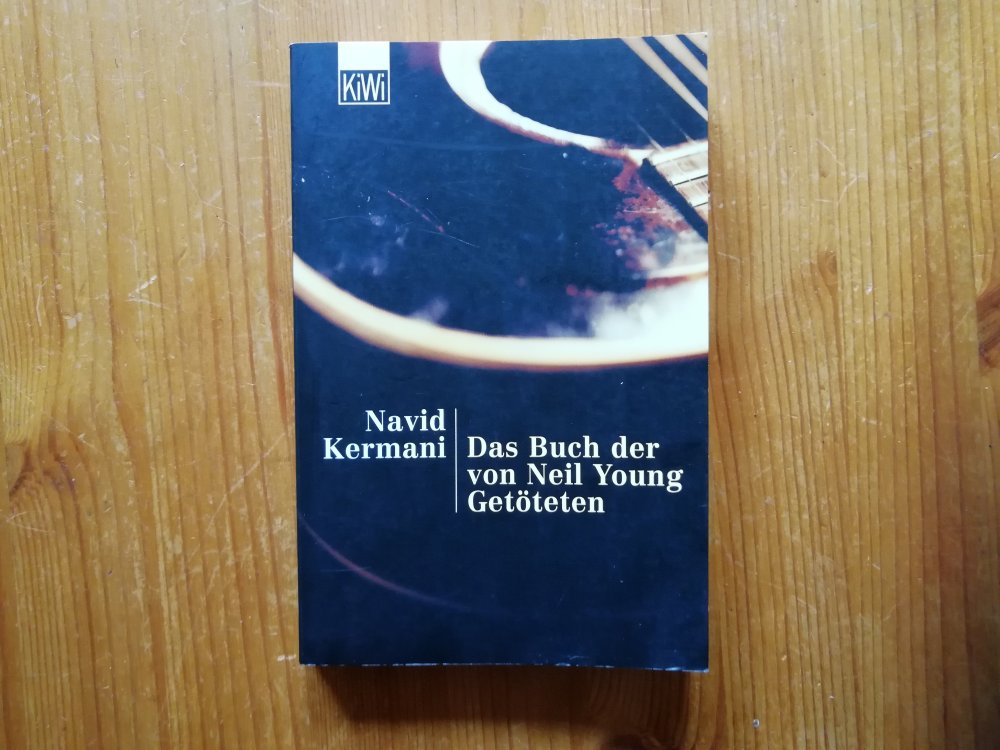 KiWi
Navid
Kermani
Das Buch der
von Neil Young
Getöteten